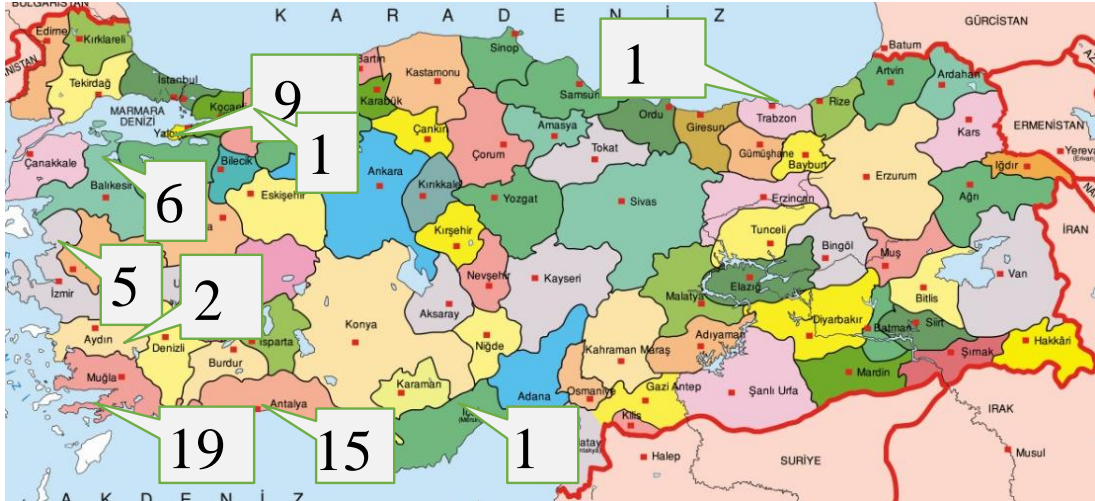 BULGARİSTAN
K A R A D E N İ Z
GÜRCİSTAN
Edirne
Kırklareli
Tekirdağ
İstanbul
Kocaeli
MARMARA
DENİZİ
Bartın
Karabük
Kastamonu
Sinop
Samsun
Ordu
Giresun
Trabzon
Rize
Artvin
Batum
Ardahan
Kars
ERMENİSTAN
Yerevan
(Erivan)
Iğdır
Ağrı
İRAN
Çanakkale
Balıkesir
Bilecik
Eskişehir
Ankara
Çankırı
Kırıkkale
Çorum
Amasya
Tokat
Yozgat
Sivas
Gümüşhane
Bayburt
Erzurum
Erzincan
Tunceli
Bingöl
Muş
Van
Bitlis
Elazığ
Malatya
Diyarbakır
Batman
Siirt
Şırnak
Hakkâri
Mardin
Şanlı Urfa
Adıyaman
Kahraman Maraş
Gazi Antep
Kilis
Osmaniye
Adana
Niğde
Kayseri
Nevşehir
Kırşehir
Aksaray
Konya
Karaman
İzmir
Aydın
Denizli
Burdur
Isparta
Muğla
Antalya
Halep
SURİYE
IRAK
Musul
A K D E N İ Z
9
1
1
6
5
2
19
15
1